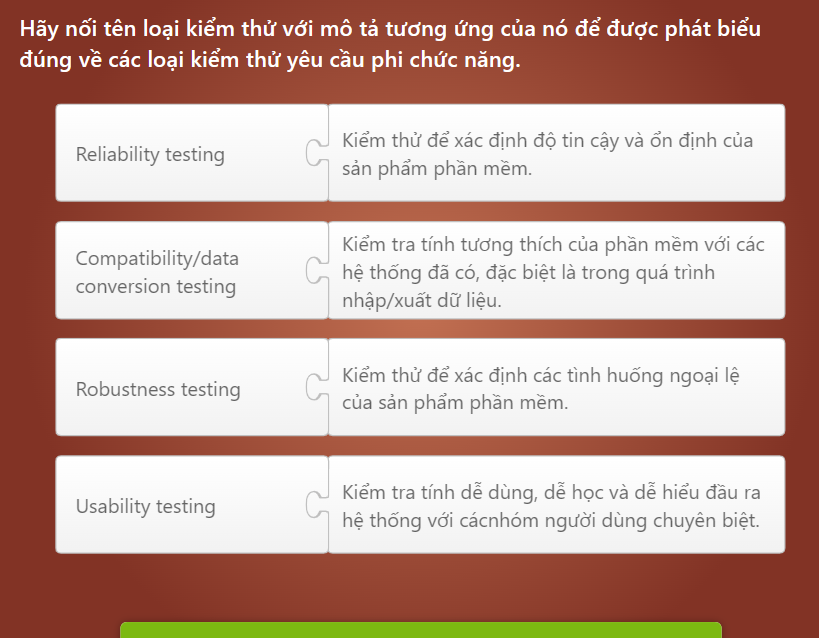 Hãy nối tên loại kiểm thử với mô tả tương ứng của nó để được phát biểu
đúng về các loại kiểm thử yêu cầu phi chức năng.
Reliability testing
Kiểm thử để xác định độ tin cậy và ổn định của
sản phẩm phần mềm.
Compatibility/data
conversion testing
Kiểm tra tính tương thích của phần mềm với các
hệ thống đã có, đặc biệt là trong quá trình
nhập/xuất dữ liệu.
Robustness testing
Kiểm thử để xác định các tình huống ngoại lệ
của sản phẩm phần mềm.
Usability testing
Kiểm tra tính dễ dùng, dễ học và dễ hiểu đầu ra
hệ thống với cácnhóm người dùng chuyên biệt.